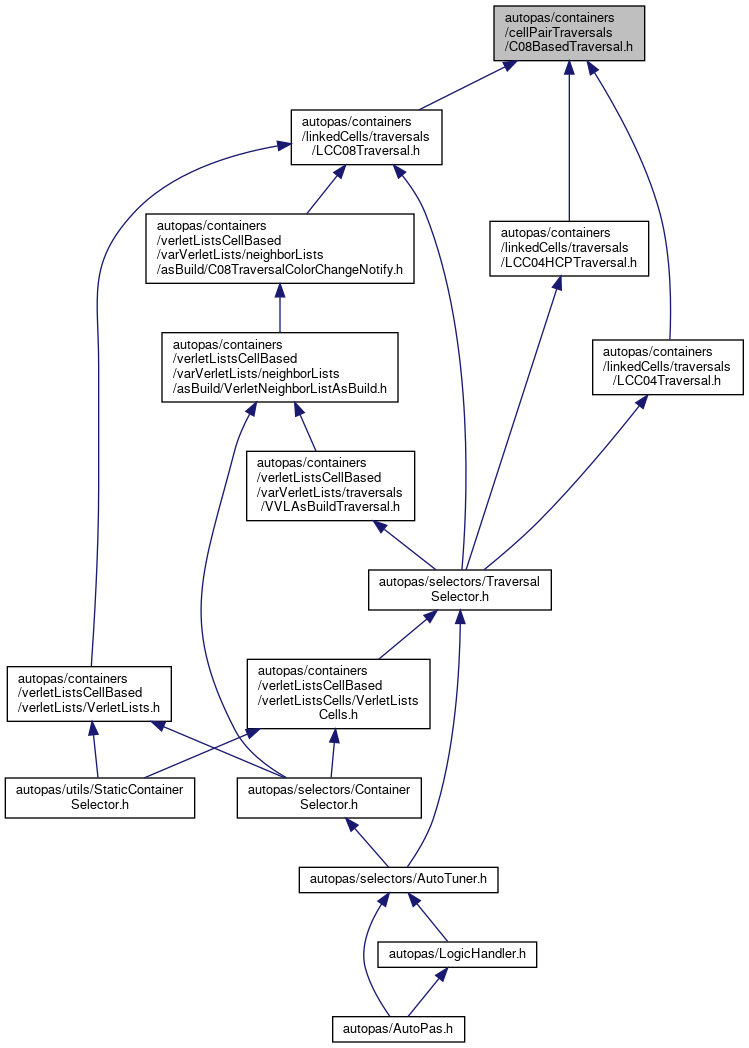 autopas/containers
/cellPairTraversals
/C08BasedTraversal.h
autopas/containers
/linkedCells/traversals
/LCC08Traversal.h
autopas/containers
/verletListsCellBased
/varVerletLists/neighborLists
/asBuild/C08TraversalColorChangeNotify.h
autopas/containers
/linkedCells/traversals
/LCC04HCPTraversal.h
autopas/containers
/verletListsCellBased
/varVerletLists/neighborLists
/asBuild/VerletNeighborListAsBuild.h
autopas/containers
/linkedCells/traversals
/LCC04Traversal.h
autopas/containers
/verletListsCellBased
/varVerletLists/traversals
/VVLAsBuildTraversal.h
autopas/selectors/Traversal
Selector.h
autopas/containers
/verletListsCellBased
/verletLists/VerletLists.h
autopas/containers
/verletListsCellBased
/verletListsCells/VerletLists
Cells.h
autopas/utils/StaticContainer
Selector.h
autopas/selectors/Container
Selector.h
autopas/selectors/AutoTuner.h
autopas/LogicHandler.h
autopas/AutoPas.h